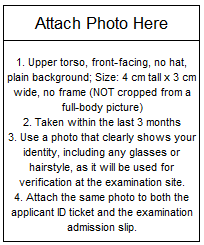 Attach Photo Here
1. Upper torso, front-facing, no hat,
plain background; Size: 4 cm tall x 3 cm
wide, no frame (NOT cropped from a
full-body picture)
2. Taken within the last 3 months
3. Use a photo that clearly shows your
identity, including any glasses or
hairstyle, as it will be used for
verification at the examination site.
4. Attach the same photo to both the
applicant ID ticket and the examination
admission slip.